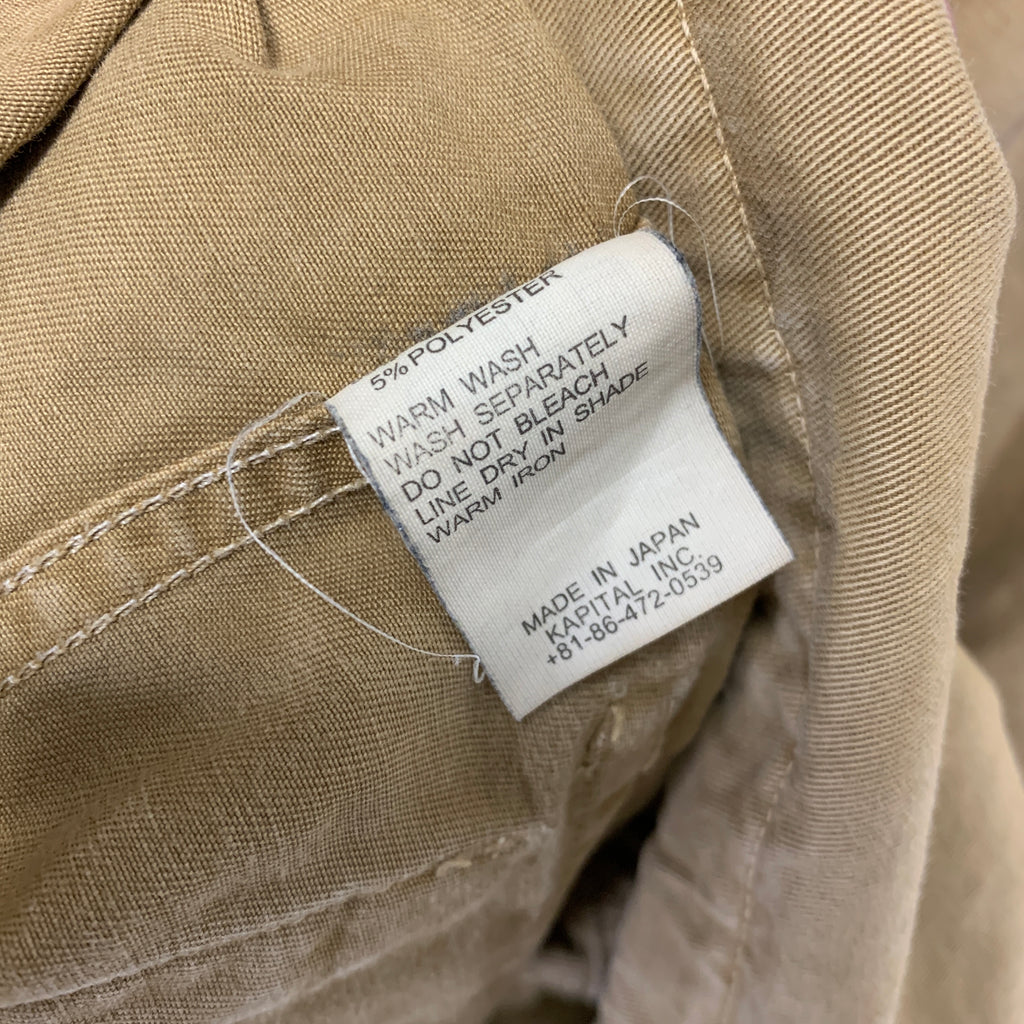 5% POLYESTER
WARM WASH
WASH SEPARATELY
DO NOT BLEACH
LINE DRY IN SHADE
WARM IRON
MADE IN JAPAN
KAPITAL INC.
+81-86-472-0539